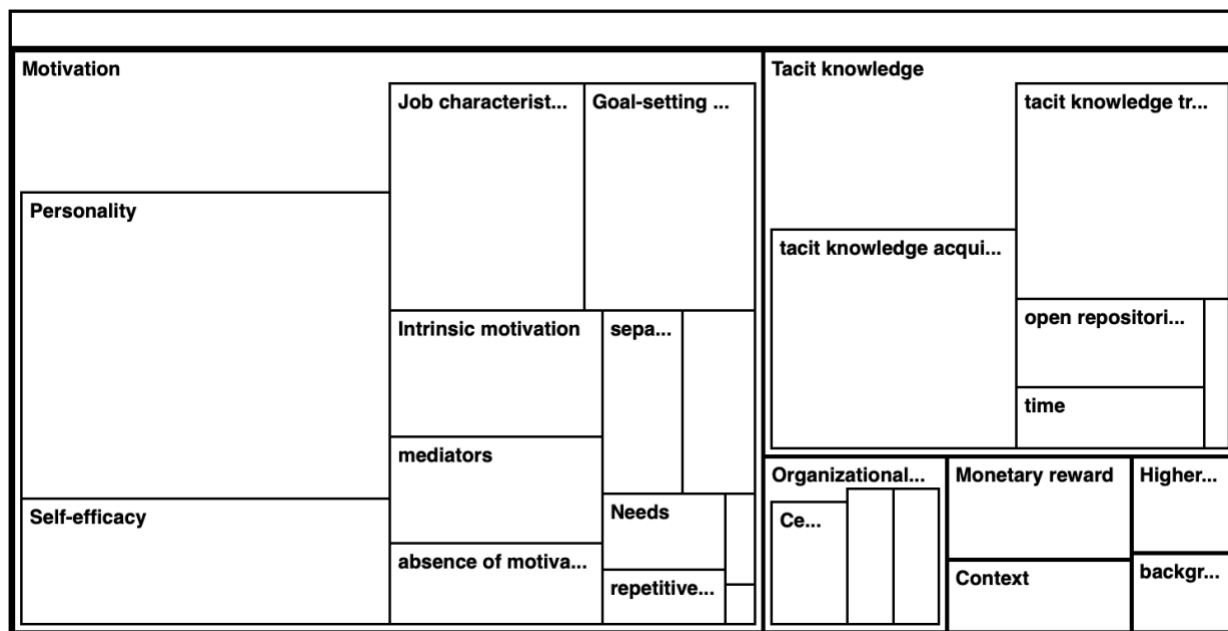 Motivation
Job characterist...
Goal-setting ...
Personality
Intrinsic motivation
sepa...
mediators
Self-efficacy
Needs
absence of motiva...
repetitive...
Tacit knowledge
tacit knowledge tr...
tacit knowledge acqui...
open repositori...
time
Organizational...
Ce...
Monetary reward
Higher...
Context
backgr...